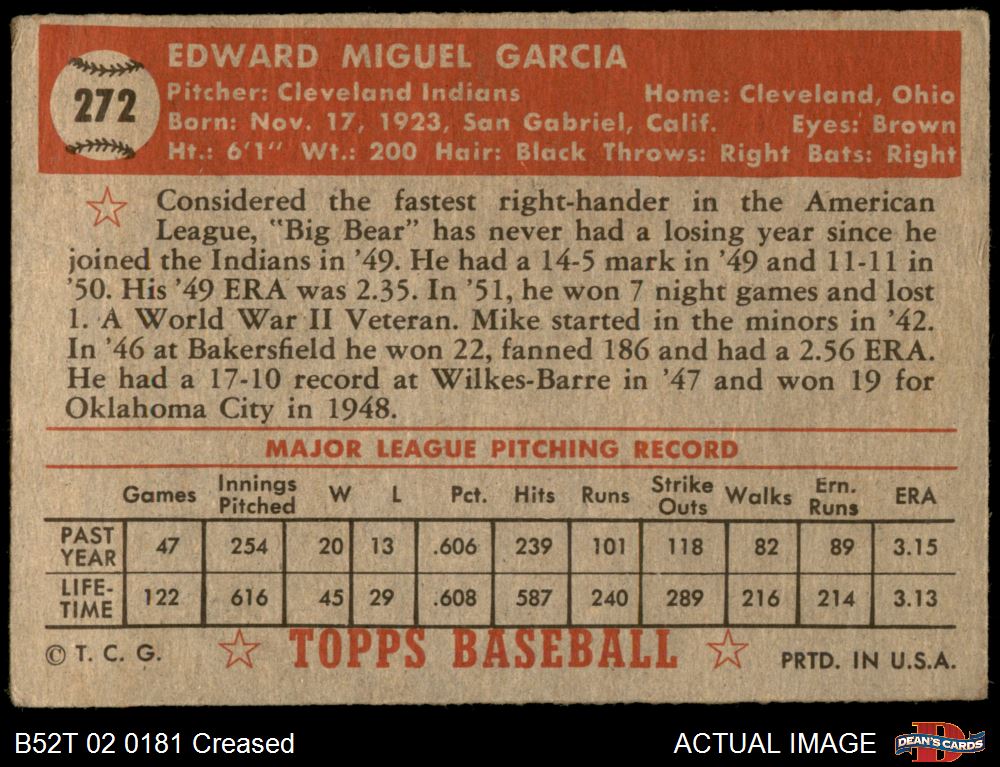 272
EDWARD MIGUEL GARCIA
Pitcher: Cleveland Indians Home: Cleveland, Ohio
Born: Nov. 17, 1923, San Gabriel, Calif. Eyes: Brown
Ht.: 6'1" Wt.: 200 Hair: Black Throws: Right Bats: Right
Considered the fastest right-hander in the American
League, "Big Bear" has never had a losing year since he
joined the Indians in '49. He had a 14-5 mark in '49 and 11-11 in
'50. His '49 ERA was 2.35. In '51, he won 7 night games and lost
1. A World War II Veteran. Mike started in the minors in '42.
In '46 at Bakersfield he won 22, fanned 186 and had a 2.56 ERA.
He had a 17-10 record at Wilkes-Barre in '47 and won 19 for
Oklahoma City in 1948.
MAJOR LEAGUE PITCHING RECORD
Games Innings Pitched W L Pct. Hits Runs Strike Outs Walks Ern. Runs ERA
PAST YEAR 47 254 20 13 .606 239 101 118 82 89 3.15
LIFE-TIME 122 616 45 29 .608 587 240 289 216 214 3.13
© T. C. G. TOPPS BASEBALL PRTD. IN U.S.A.
B52T 02 0181 Creased ACTUAL IMAGE D DEAN'S CARDS